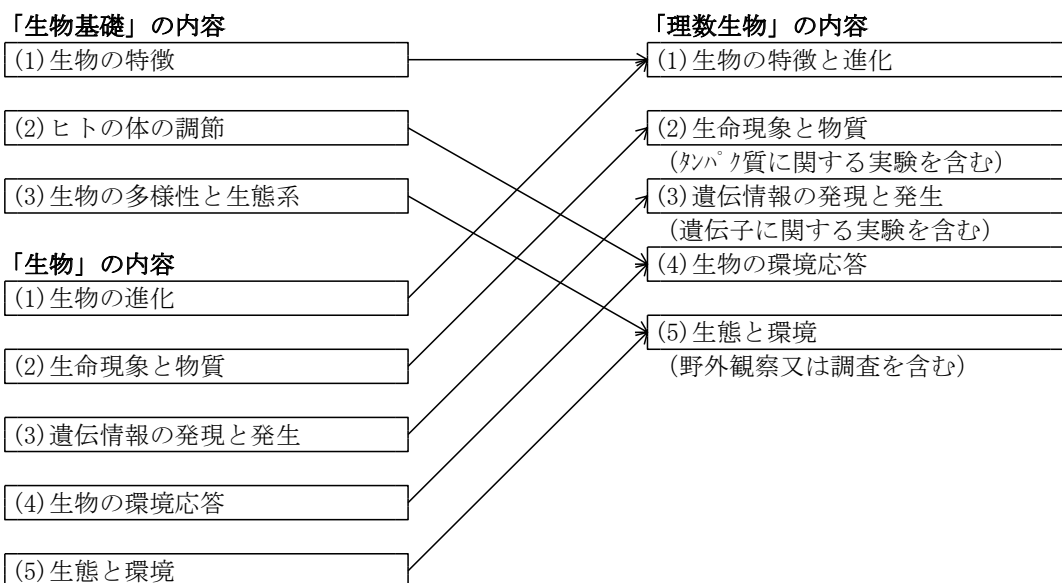 「生物基礎」の内容
(1)生物の特徴
(2)ヒトの体の調節
(3)生物の多様性と生態系
「生物」の内容
(1)生物の進化
(2)生命現象と物質
(3)遺伝情報の発現と発生
(4)生物の環境応答
(5)生態と環境
「理数生物」の内容
(1)生物の特徴と進化
(2)生命現象と物質
(ﾀﾝﾊﾟｸ質に関する実験を含む)
(3)遺伝情報の発現と発生
(遺伝子に関する実験を含む)
(4)生物の環境応答
(5)生態と環境
(野外観察又は調査を含む)